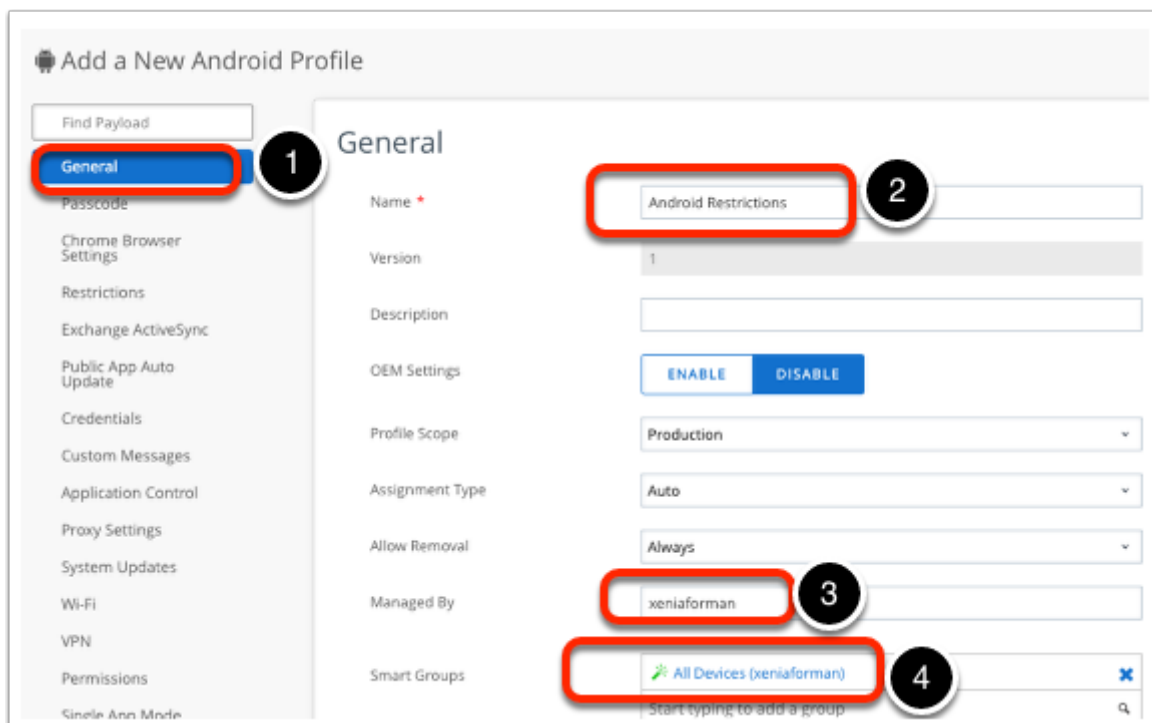 Add a New Android Profile
Find Payload
General
1
Passcode
Chrome Browser
Settings
Restrictions
Exchange ActiveSync
Public App Auto
Update
Credentials
Custom Messages
Application Control
Proxy Settings
System Updates
Wi-Fi
VPN
Permissions
Single App Mode
General
Name * Android Restrictions 2
Version 1
Description
OEM Settings ENABLE DISABLE
Profile Scope Production
Assignment Type Auto
Allow Removal Always
Managed By xeniaforman 3
Smart Groups All Devices (xeniaforman) 4
Start typing to add a group